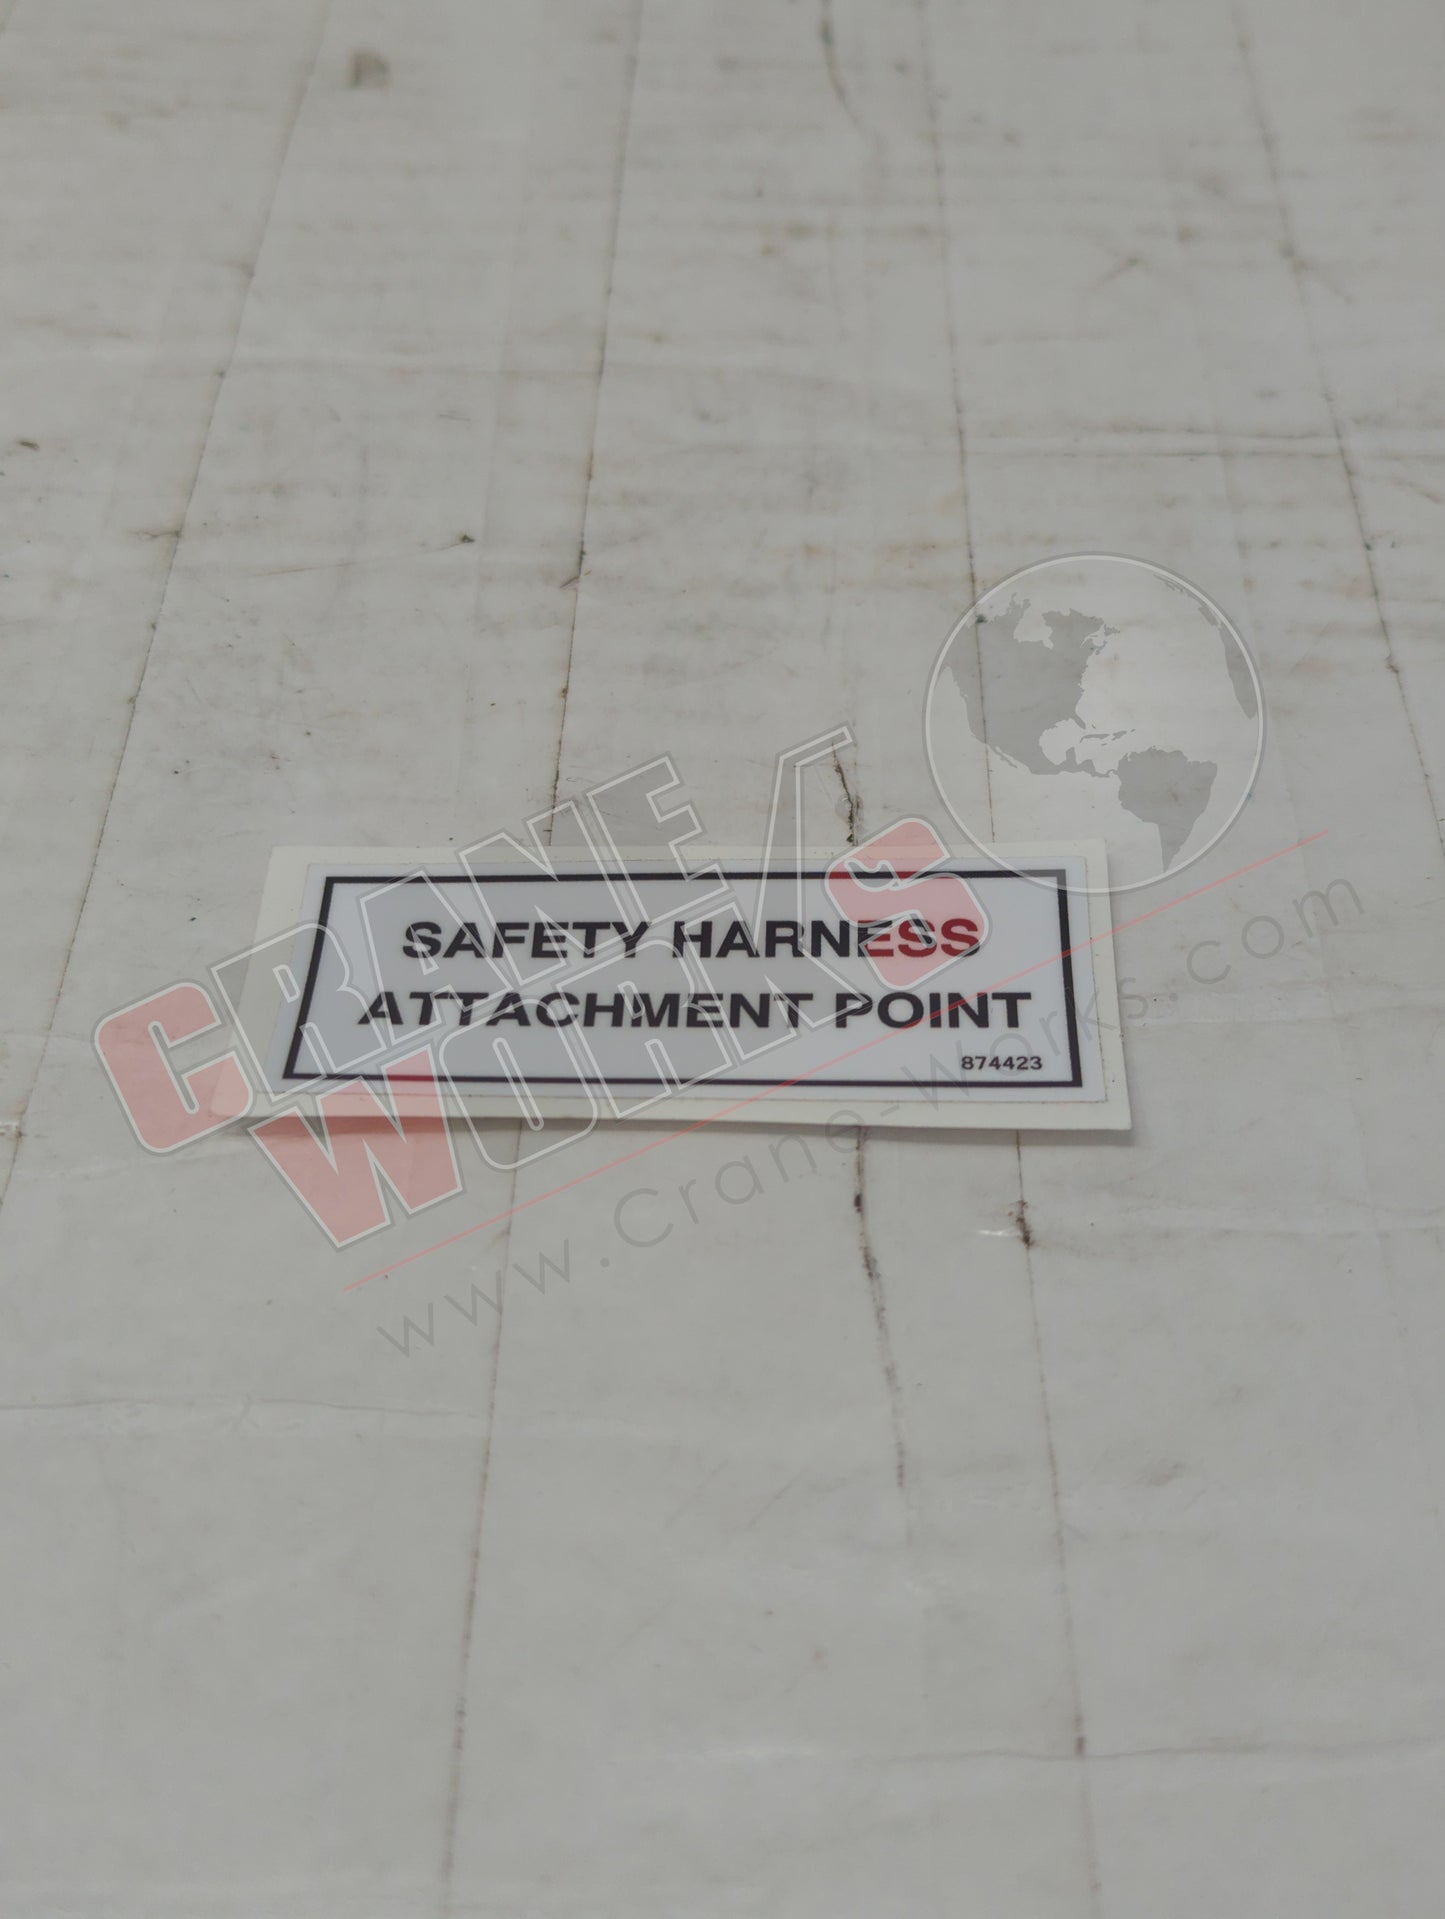 SAFETY HARNESS
ATTACHMENT POINT
874423
CRANE
WORKS
www.Crane-Works.com